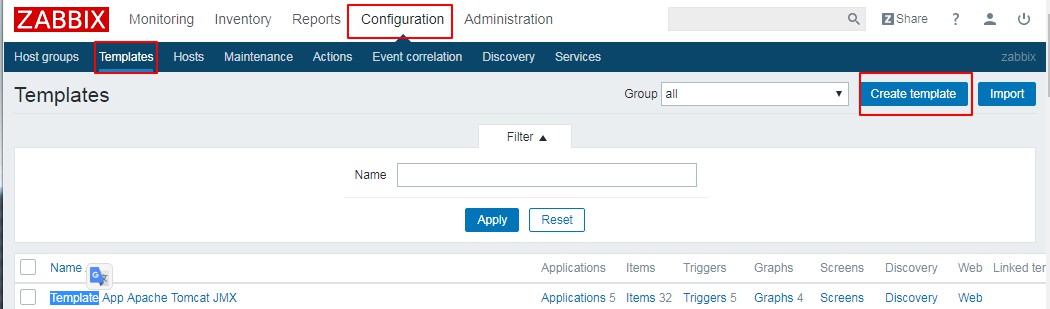 ZABBIX Monitoring Inventory Reports Configuration Administration Z Share ?
Host groups Templates Hosts Maintenance Actions Event correlation Discovery Services zabbix
Templates Group all Create template Import
Filter
Name
Apply Reset
Name Applications Items Triggers Graphs Screens Discovery Web Linked ter
Template App Apache Tomcat JMX Applications 5 Items 32 Triggers 5 Graphs 4 Screens Discovery Web